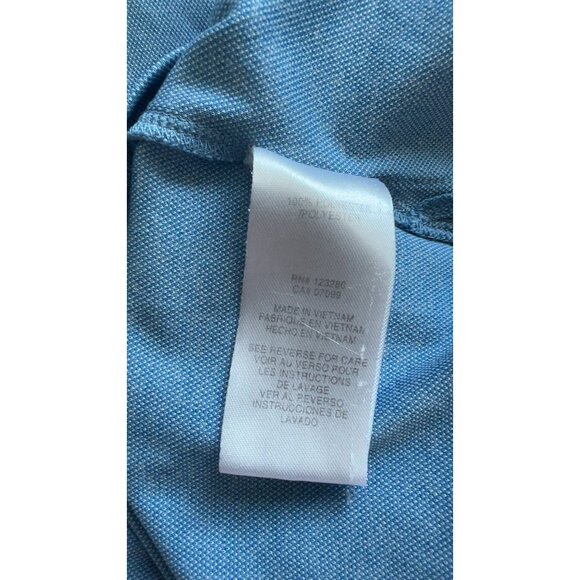 100% POLYESTER
/POLYESTER
RN# 123286
CA# 07099
MADE IN VIETNAM
FABRIQUE EN VIETNAM
HECHO EN VIETNAM
SEE REVERSE FOR CARE
VOIR AU VERSO POUR
LES INSTRUCTIONS
DE LAVAGE
VER AL REVERSO
INSTRUCCIONES DE
LAVADO